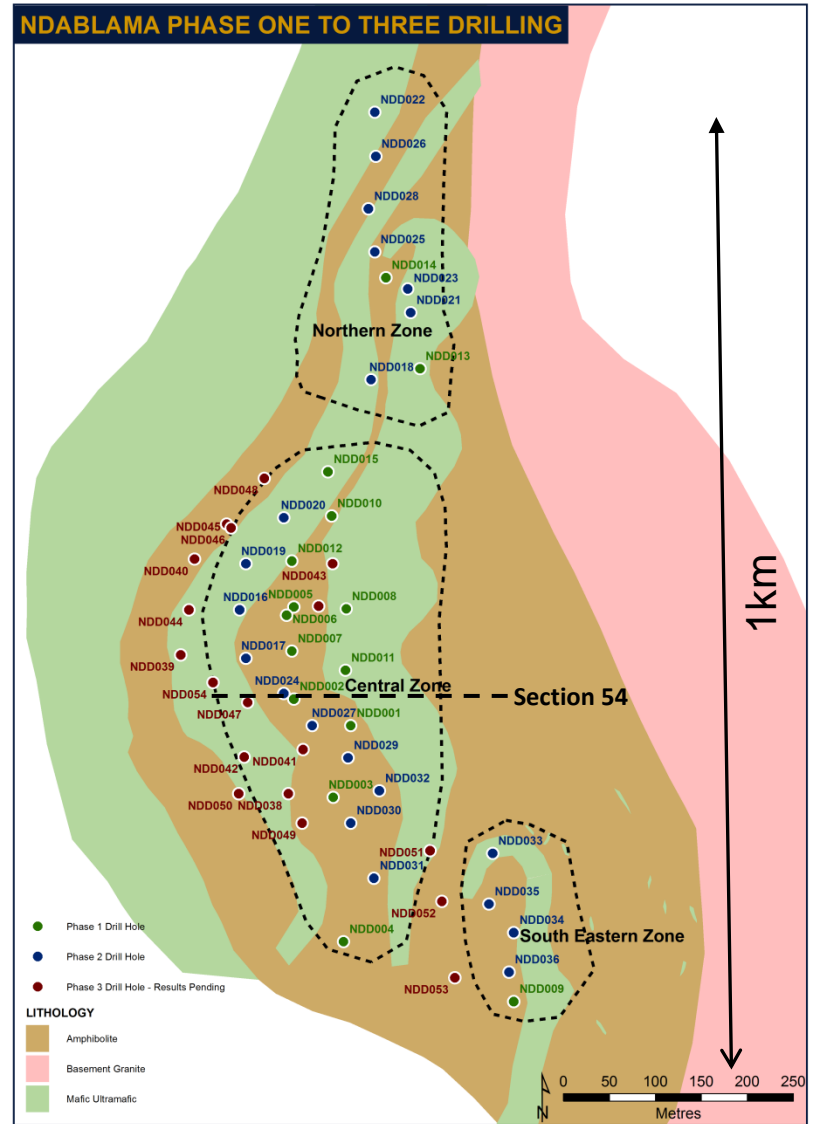 NDABLAMA PHASE ONE TO THREE DRILLING
NDD022
NDD026
NDD028
NDD025
NDD014
NDD023
NDD021
Northern Zone
NDD013
NDD018
NDD015
NDD048
NDD020
NDD010
NDD045
NDD046
NDD019
NDD012
NDD040
NDD043
NDD016
NDD005
NDD008
NDD044
NDD006
NDD007
NDD017
NDD011
NDD039
NDD024
NDD002
Central Zone
NDD054
Section 54
NDD047
NDD027
NDD001
NDD029
NDD042
NDD041
NDD032
NDD003
NDD050
NDD038
NDD030
NDD049
NDD051
NDD033
NDD031
NDD035
NDD052
NDD034
NDD004
South Eastern Zone
NDD036
NDD053
NDD009
1km
Phase 1 Drill Hole
Phase 2 Drill Hole
Phase 3 Drill Hole - Results Pending
LITHOLOGY
Amphibolite
Basement Granite
Mafic Ultramafic
N
0 50 100 150 200 250
Metres